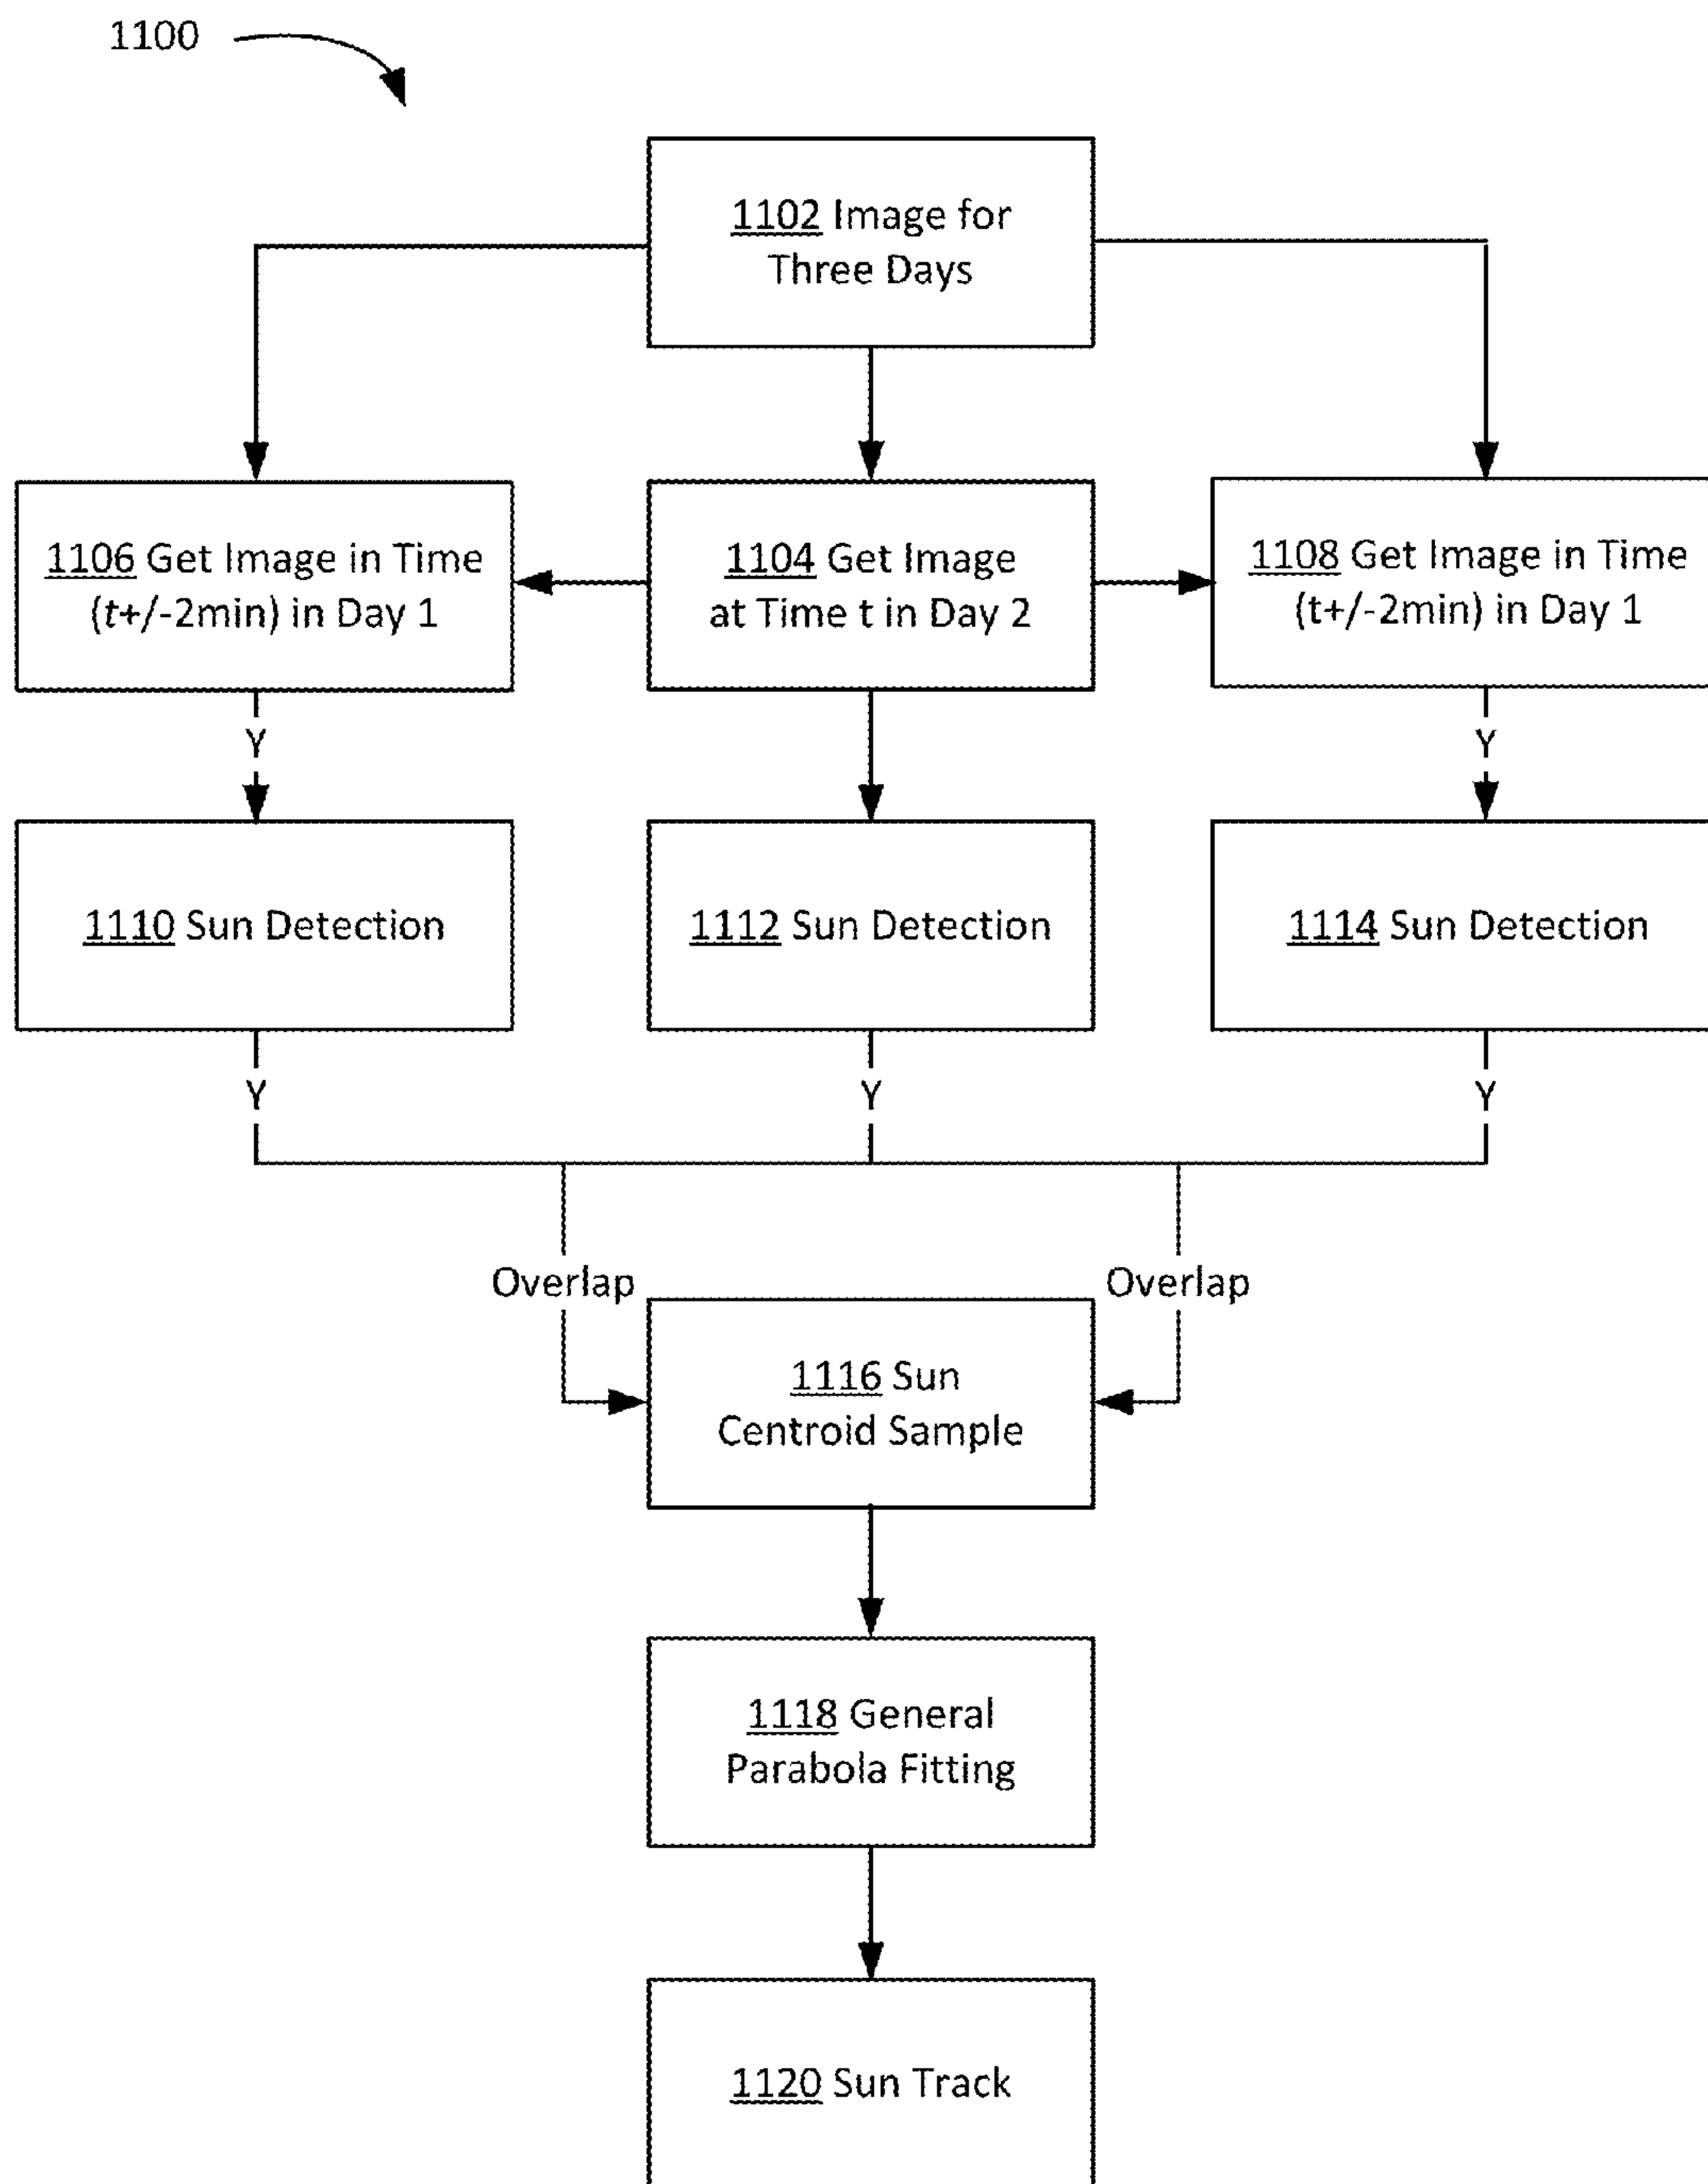 1100
1102 Image for
Three Days
1106 Get Image in Time
(t+/-2min) in Day 1
1104 Get Image
at Time t in Day 2
1108 Get Image in Time
(t+/-2min) in Day 1
Y
Y
1110 Sun Detection
1112 Sun Detection
1114 Sun Detection
Y
Y
Y
Overlap
Overlap
1116 Sun
Centroid Sample
1118 General
Parabola Fitting
1120 Sun Track